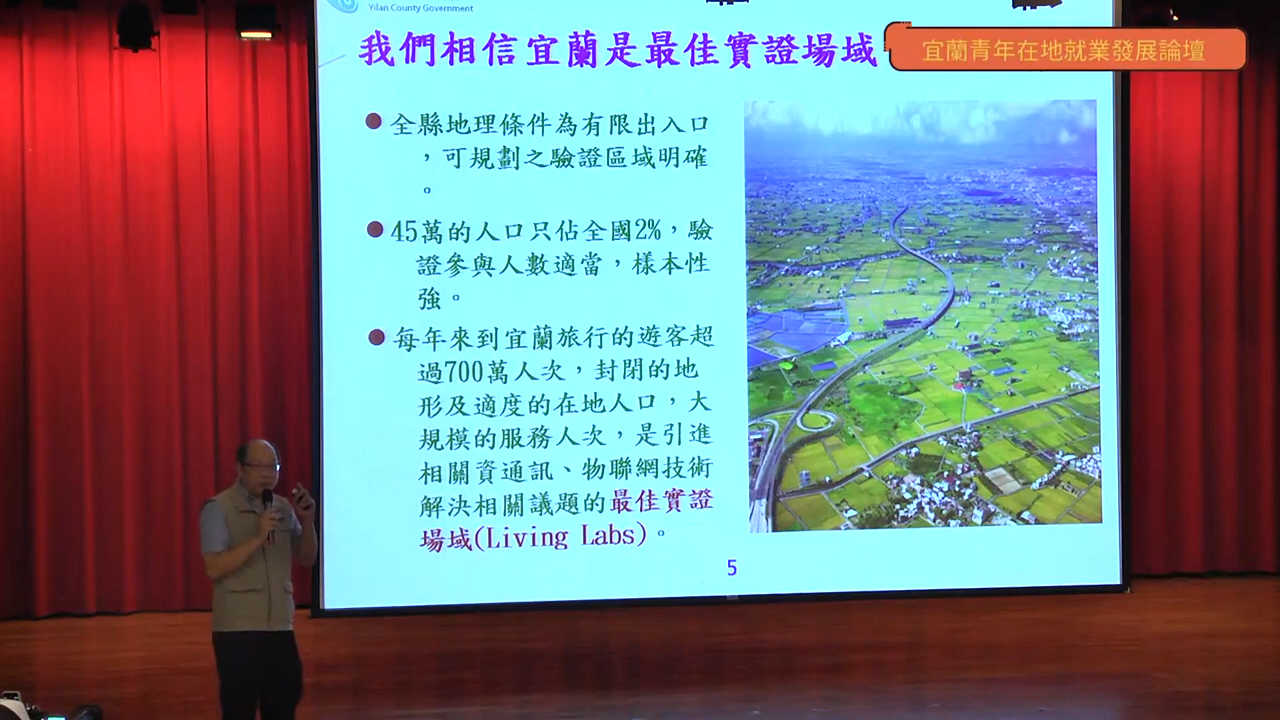 Yilan County Government
我們相信宜蘭是最佳實證場域
宜蘭青年在地就業發展論壇
全縣地理條件為有限出入口
，可規劃之驗證區域明確
。
45萬的人口只佔全國2%，驗
證參與人數適當，樣本性
強。
每年來到宜蘭旅行的遊客超
過700萬人次，封閉的地
形及適度的在地人口，大
規模的服務人次，是引進
相關資通訊、物聯網技術
解決相關議題的最佳實證
場域(Living Labs)。
5